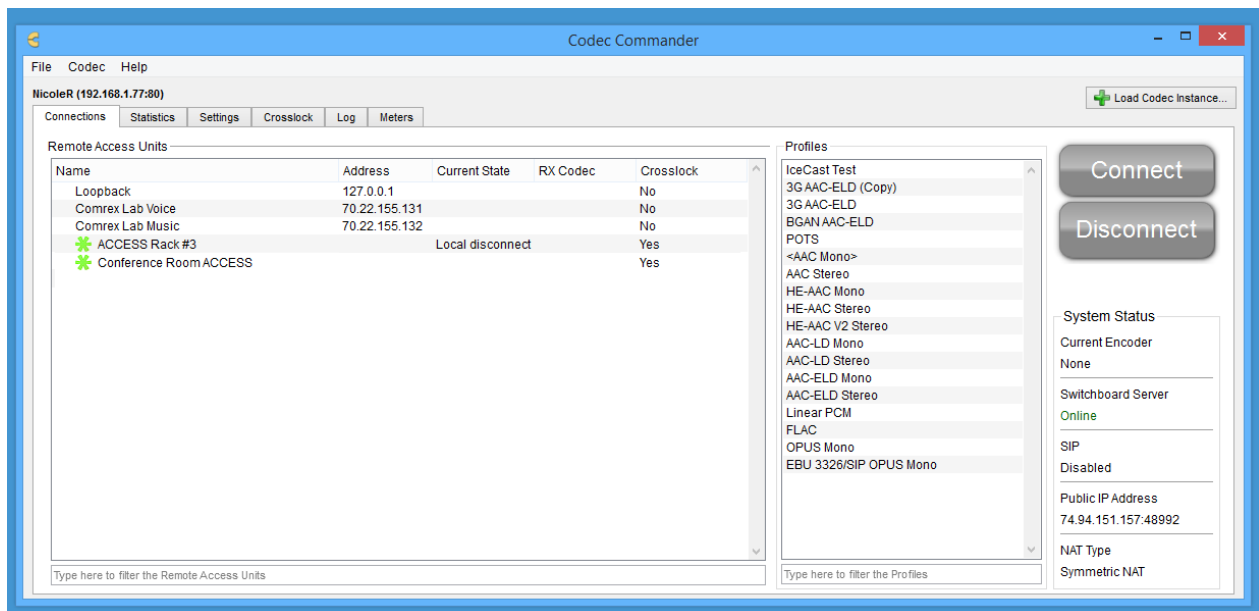 Codec Commander
File Codec Help
NicoleR (192.168.1.77:80)
Load Codec Instance...
Connections Statistics Settings Crosslock Log Meters
Remote Access Units
Name Address Current State RX Codec Crosslock
Loopback 127.0.0.1 No
Comrex Lab Voice 70.22.155.131 No
Comrex Lab Music 70.22.155.132 No
ACCESS Rack #3 Local disconnect Yes
Conference Room ACCESS Yes
Type here to filter the Remote Access Units
Profiles
IceCast Test
3G AAC-ELD (Copy)
3G AAC-ELD
BGAN AAC-ELD
POTS
<AAC Mono>
AAC Stereo
HE-AAC Mono
HE-AAC Stereo
HE-AAC V2 Stereo
AAC-LD Mono
AAC-LD Stereo
AAC-ELD Mono
AAC-ELD Stereo
Linear PCM
FLAC
OPUS Mono
EBU 3326/SIP OPUS Mono
Type here to filter the Profiles
Connect
Disconnect
System Status
Current Encoder
None
Switchboard Server
Online
SIP
Disabled
Public IP Address
74.94.151.157:48992
NAT Type
Symmetric NAT